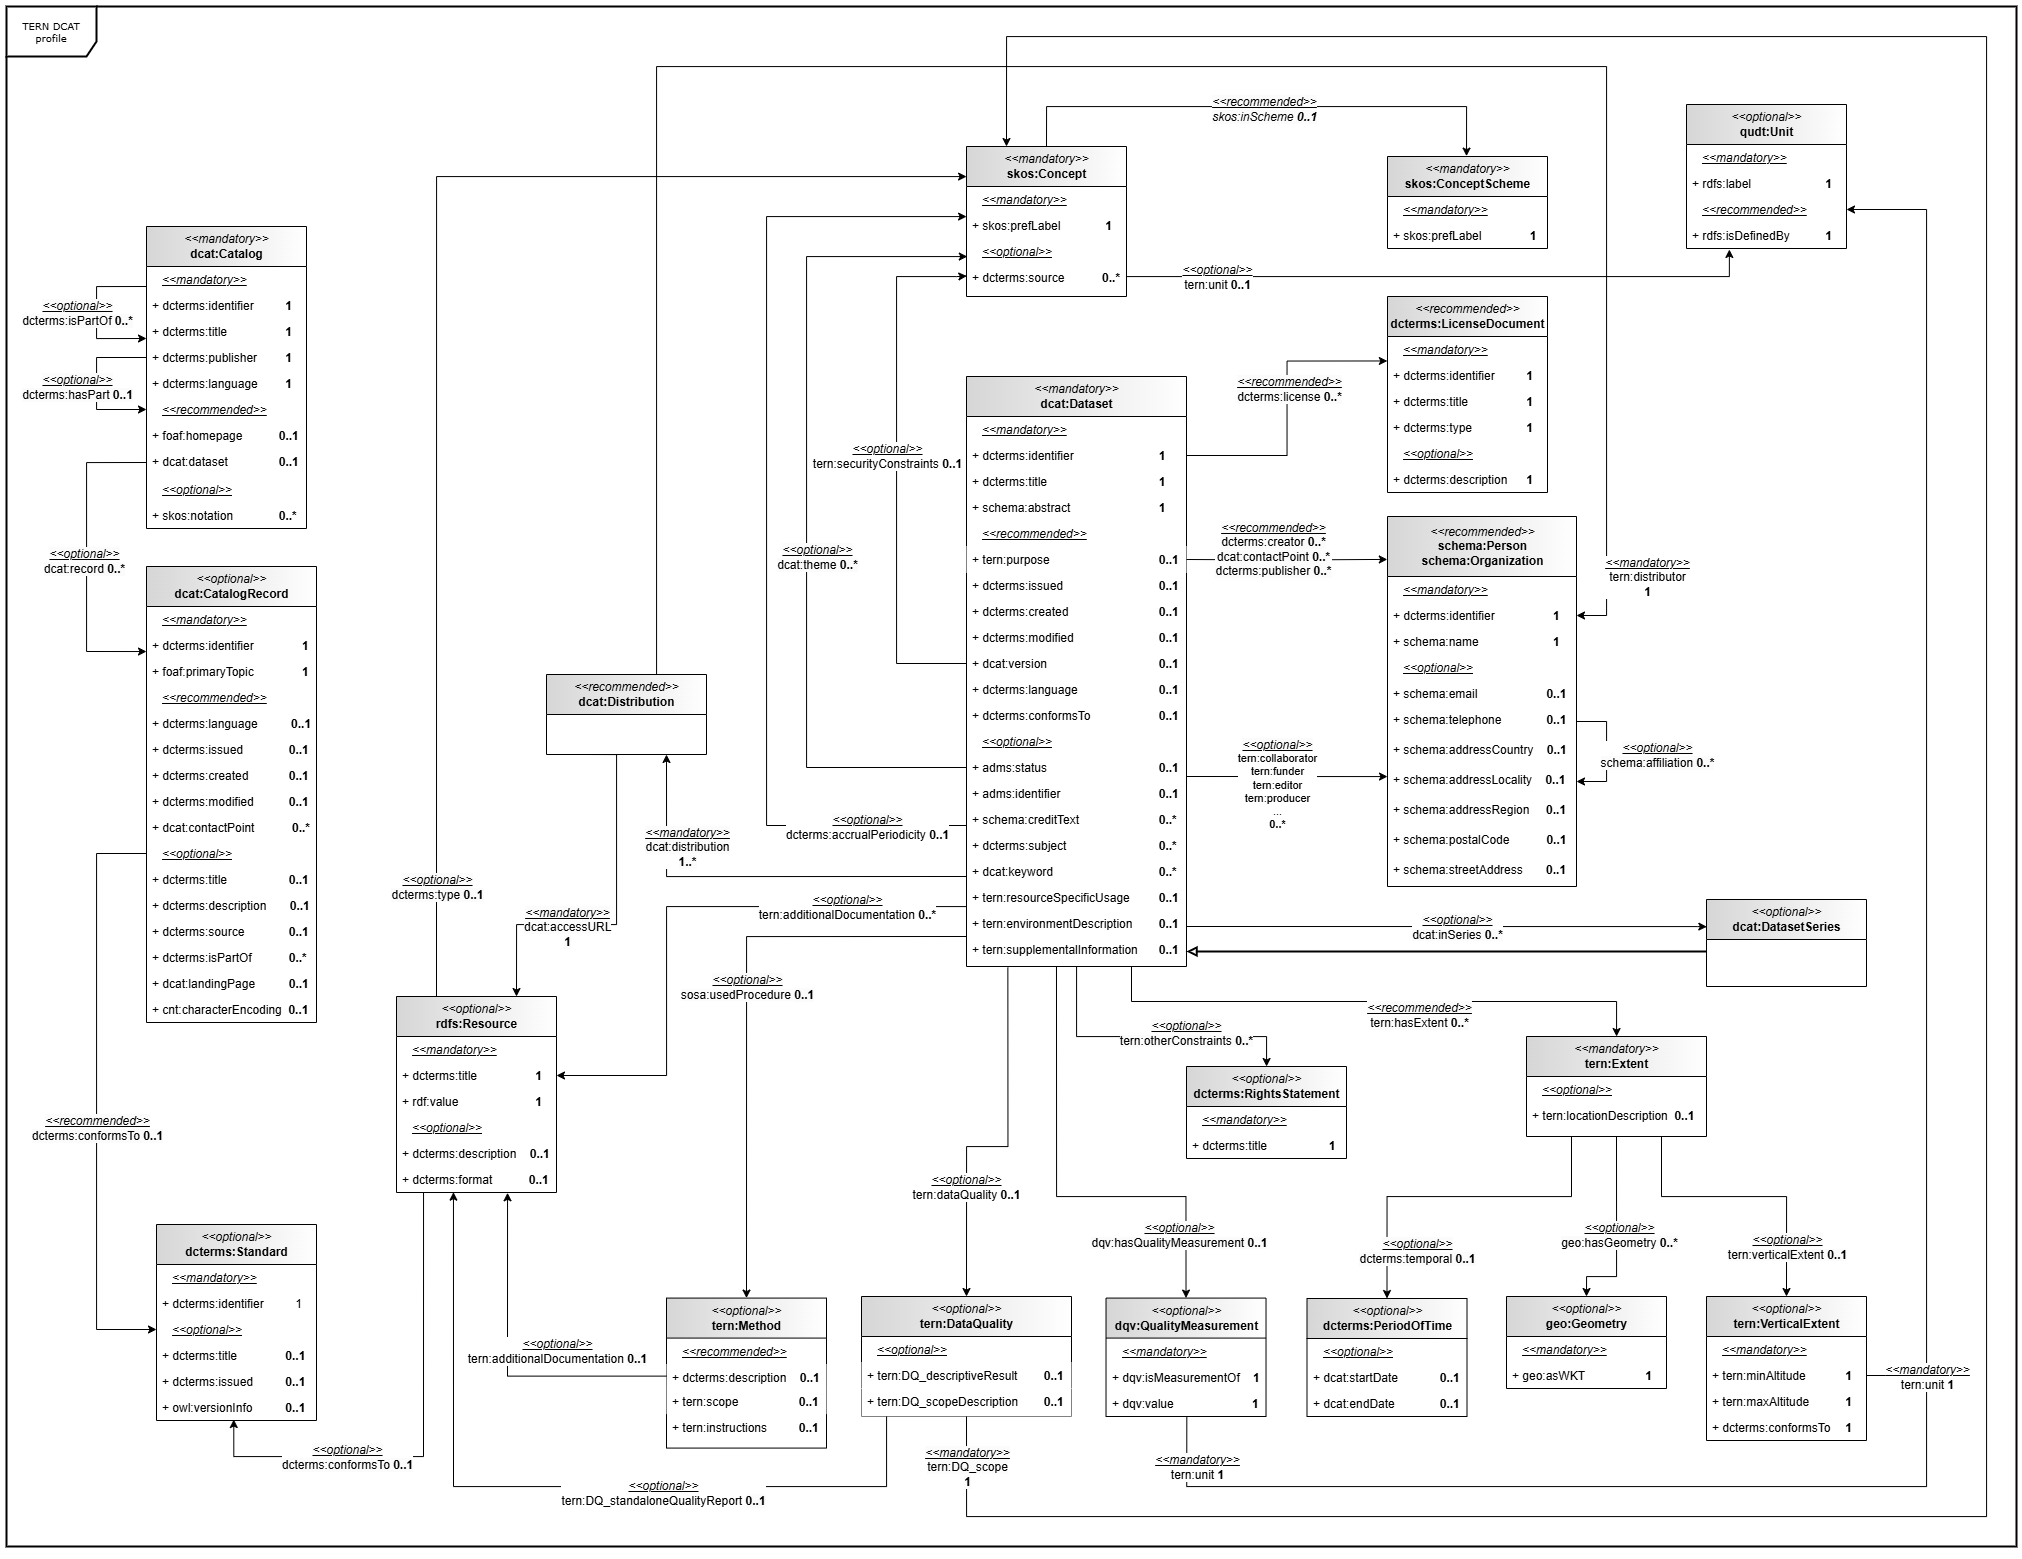 TERN DCAT
profile
<<recommended>>
skos:inScheme 0..1
<<mandatory>>
skos:Concept
<<mandatory>>
+ skos:prefLabel 1
<<optional>>
+ dcterms:source 0..*
<<mandatory>>
skos:ConceptScheme
<<mandatory>>
+ skos:prefLabel 1
<<optional>>
qudt:Unit
<<mandatory>>
+ rdfs:label 1
<<recommended>>
+ rdfs:isDefinedBy 1
<<optional>>
tern:unit 0..1
<<mandatory>>
dcat:Catalog
<<mandatory>>
+ dcterms:identifier 1
+ dcterms:title 1
+ dcterms:publisher 1
+ dcterms:language 1
<<recommended>>
+ foaf:homepage 0..1
+ dcat:dataset 0..1
<<optional>>
+ skos:notation 0..*
<<optional>>
dcterms:isPartOf 0..*
<<optional>>
dcterms:hasPart 0..1
<<optional>>
dcat:record 0..*
<<optional>>
dcat:CatalogRecord
<<mandatory>>
+ dcterms:identifier 1
+ foaf:primaryTopic 1
<<recommended>>
+ dcterms:language 0..1
+ dcterms:issued 0..1
+ dcterms:created 0..1
+ dcterms:modified 0..1
+ dcat:contactPoint 0..*
<<optional>>
+ dcterms:title 0..1
+ dcterms:description 0..1
+ dcterms:source 0..1
+ dcterms:isPartOf 0..*
+ dcat:landingPage 0..1
+ cnt:characterEncoding 0..1
<<recommended>>
dcterms:conformsTo 0..1
<<optional>>
dcterms:Standard
<<mandatory>>
+ dcterms:identifier 1
<<optional>>
+ dcterms:title 0..1
+ dcterms:issued 0..1
+ owl:versionInfo 0..1
<<optional>>
dcterms:conformsTo 0..1
<<recommended>>
dcterms:LicenseDocument
<<mandatory>>
+ dcterms:identifier 1
+ dcterms:title 1
+ dcterms:type 1
<<optional>>
+ dcterms:description 1
<<recommended>>
dcterms:license 0..*
<<mandatory>>
dcat:Dataset
<<mandatory>>
+ dcterms:identifier 1
+ dcterms:title 1
+ schema:abstract 1
<<recommended>>
+ tern:purpose 0..1
+ dcterms:issued 0..1
+ dcterms:created 0..1
+ dcterms:modified 0..1
+ dcat:version 0..1
+ dcterms:language 0..1
+ dcterms:conformsTo 0..1
<<optional>>
+ adms:status 0..1
+ adms:identifier 0..1
+ schema:creditText 0..*
+ dcterms:subject 0..*
+ dcat:keyword 0..*
+ tern:resourceSpecificUsage 0..1
+ tern:environmentDescription 0..1
+ tern:supplementalInformation 0..1
<<optional>>
tern:securityConstraints 0..1
<<optional>>
dcat:theme 0..*
<<optional>>
dcterms:accrualPeriodicity 0..1
<<recommended>>
dcterms:creator 0..*
dcat:contactPoint 0..*
dcterms:publisher 0..*
<<recommended>>
schema:Person
schema:Organization
<<mandatory>>
+ dcterms:identifier 1
+ schema:name 1
<<optional>>
+ schema:email 0..1
+ schema:telephone 0..1
+ schema:addressCountry 0..1
+ schema:addressLocality 0..1
+ schema:addressRegion 0..1
+ schema:postalCode 0..1
+ schema:streetAddress 0..1
<<mandatory>>
tern:distributor
1
<<optional>>
schema:affiliation 0..*
<<optional>>
tern:collaborator
tern:funder
tern:editor
tern:producer
...
0..*
<<recommended>>
dcat:Distribution
<<mandatory>>
dcat:distribution
1..*
<<optional>>
dcterms:type 0..1
<<mandatory>>
dcat:accessURL
1
<<optional>>
tern:additionalDocumentation 0..*
<<optional>>
sosa:usedProcedure 0..1
<<optional>>
dcat:inSeries 0..*
<<optional>>
dcat:DatasetSeries
<<optional>>
rdfs:Resource
<<mandatory>>
+ dcterms:title 1
+ rdf:value 1
<<optional>>
+ dcterms:description 0..1
+ dcterms:format 0..1
<<optional>>
tern:otherConstraints 0..*
<<optional>>
dcterms:RightsStatement
<<mandatory>>
+ dcterms:title 1
<<recommended>>
tern:hasExtent 0..*
<<mandatory>>
tern:Extent
<<optional>>
+ tern:locationDescription 0..1
<<optional>>
tern:dataQuality 0..1
<<optional>>
dqv:hasQualityMeasurement 0..1
<<optional>>
dcterms:temporal 0..1
<<optional>>
geo:hasGeometry 0..*
<<optional>>
tern:verticalExtent 0..1
<<optional>>
tern:additionalDocumentation 0..1
<<optional>>
tern:Method
<<recommended>>
+ dcterms:description 0..1
+ tern:scope 0..1
+ tern:instructions 0..1
<<optional>>
tern:DataQuality
<<optional>>
+ tern:DQ_descriptiveResult 0..1
+ tern:DQ_scopeDescription 0..1
<<optional>>
dqv:QualityMeasurement
<<mandatory>>
+ dqv:isMeasurementOf 1
+ dqv:value 1
<<optional>>
dcterms:PeriodOfTime
<<optional>>
+ dcat:startDate 0..1
+ dcat:endDate 0..1
<<optional>>
geo:Geometry
<<mandatory>>
+ geo:asWKT 1
<<optional>>
tern:VerticalExtent
<<mandatory>>
+ tern:minAltitude 1
+ tern:maxAltitude 1
+ dcterms:conformsTo 1
<<mandatory>>
tern:unit 1
<<optional>>
tern:DQ_standaloneQualityReport 0..1
<<mandatory>>
tern:DQ_scope
1
<<mandatory>>
tern:unit 1